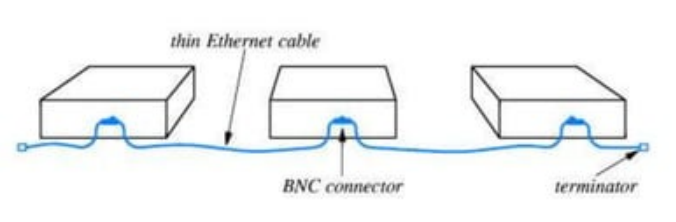 thin Ethernet cable
BNC connector
terminator